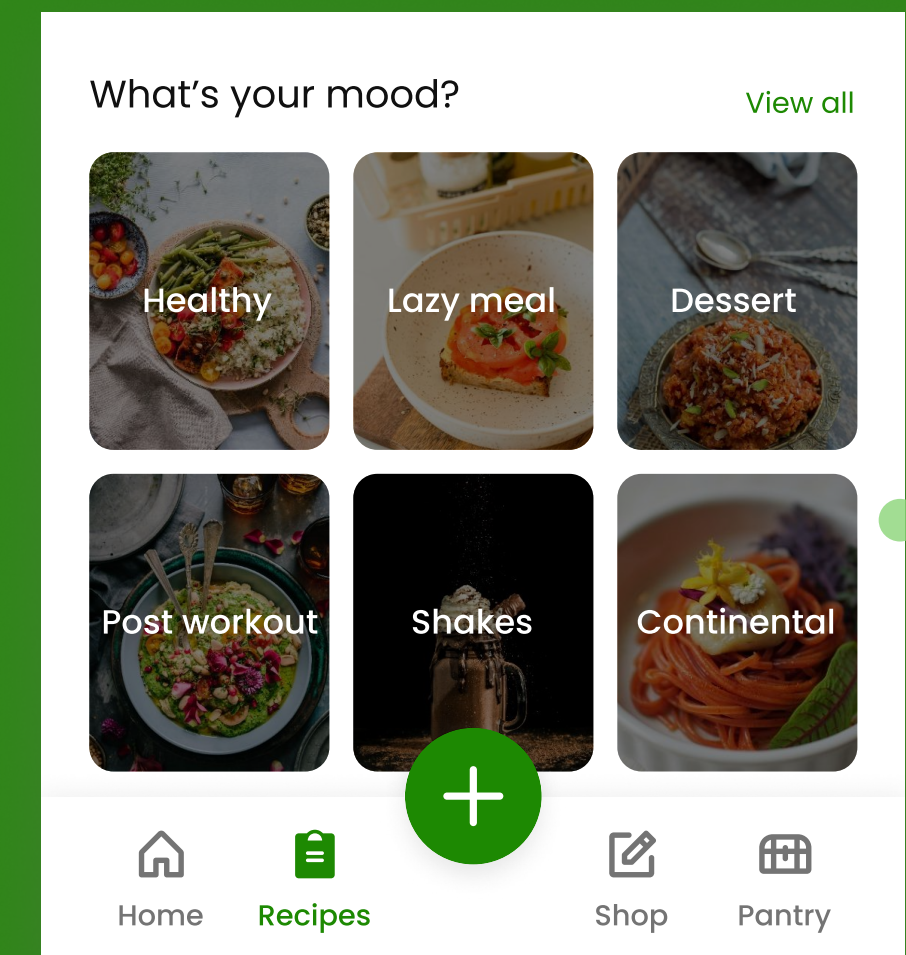 What’s your mood?
View all
Healthy
Lazy meal
Dessert
Post workout
Shakes
Continental
Home
Recipes
Shop
Pantry